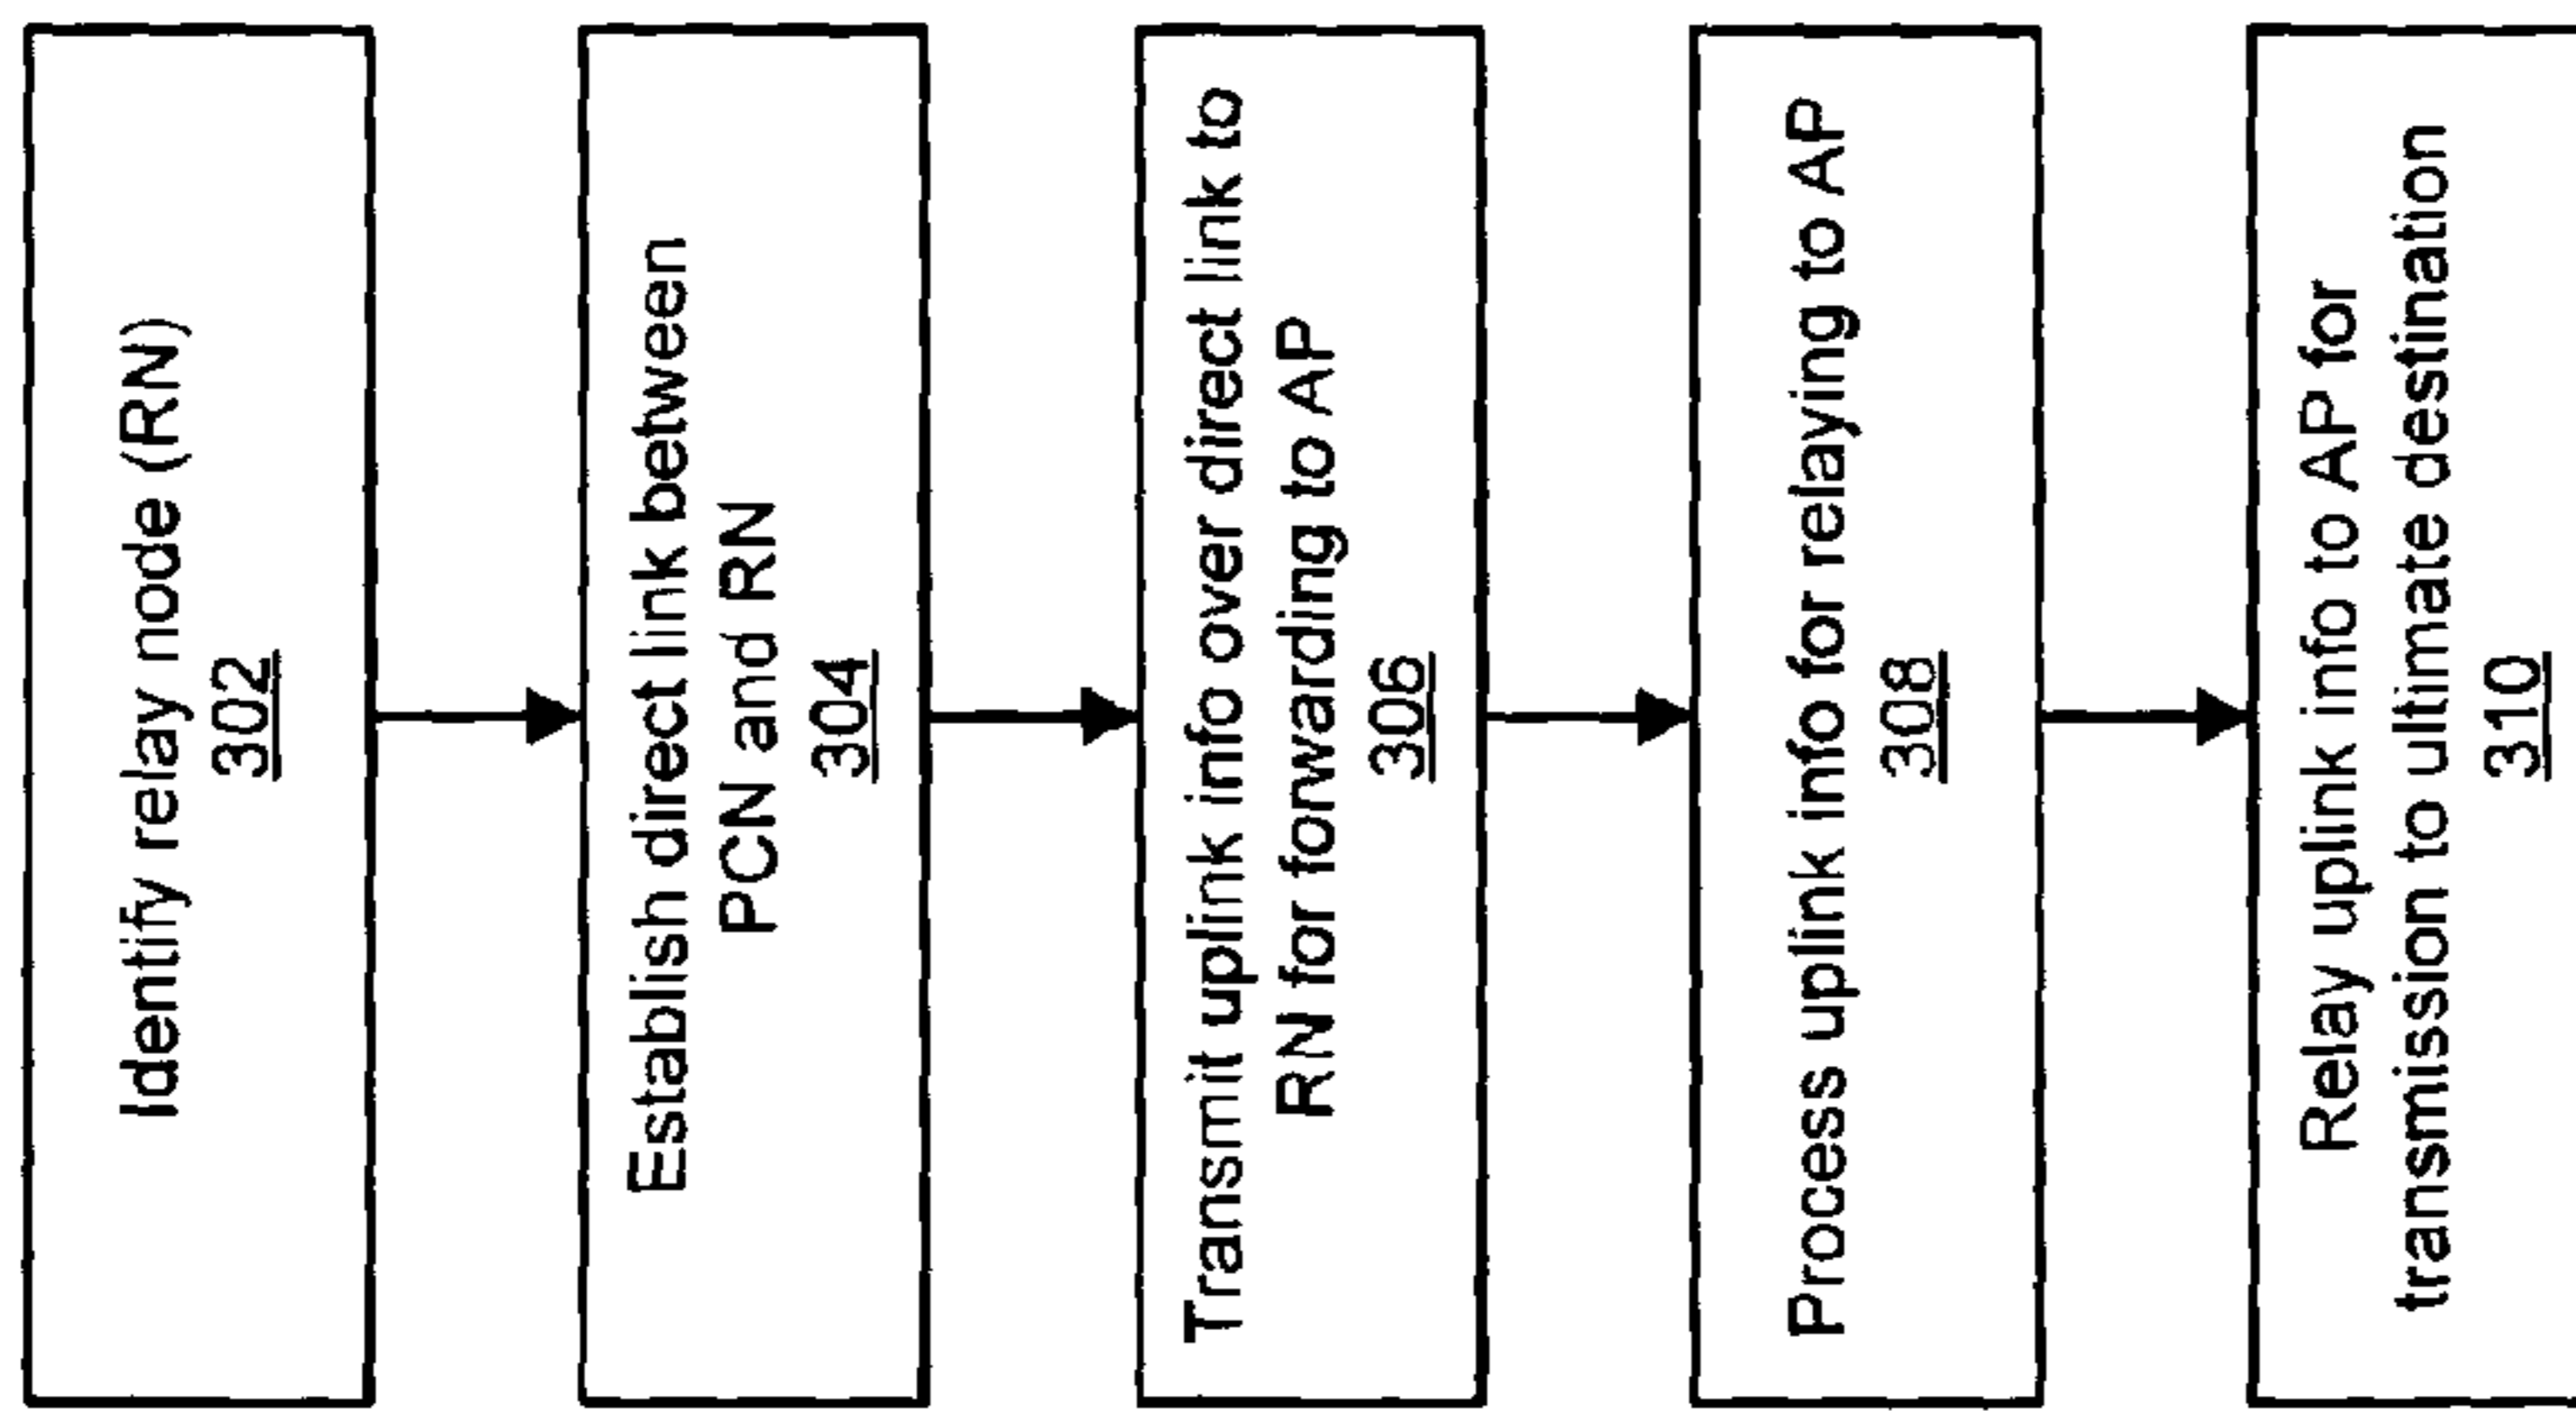 Identify relay node (RN)
302
Establish direct link between
PCN and RN
304
Transmit uplink info over direct link to
RN for forwarding to AP
306
Process uplink info for relaying to AP
308
Relay uplink info to AP for
transmission to ultimate destination
310